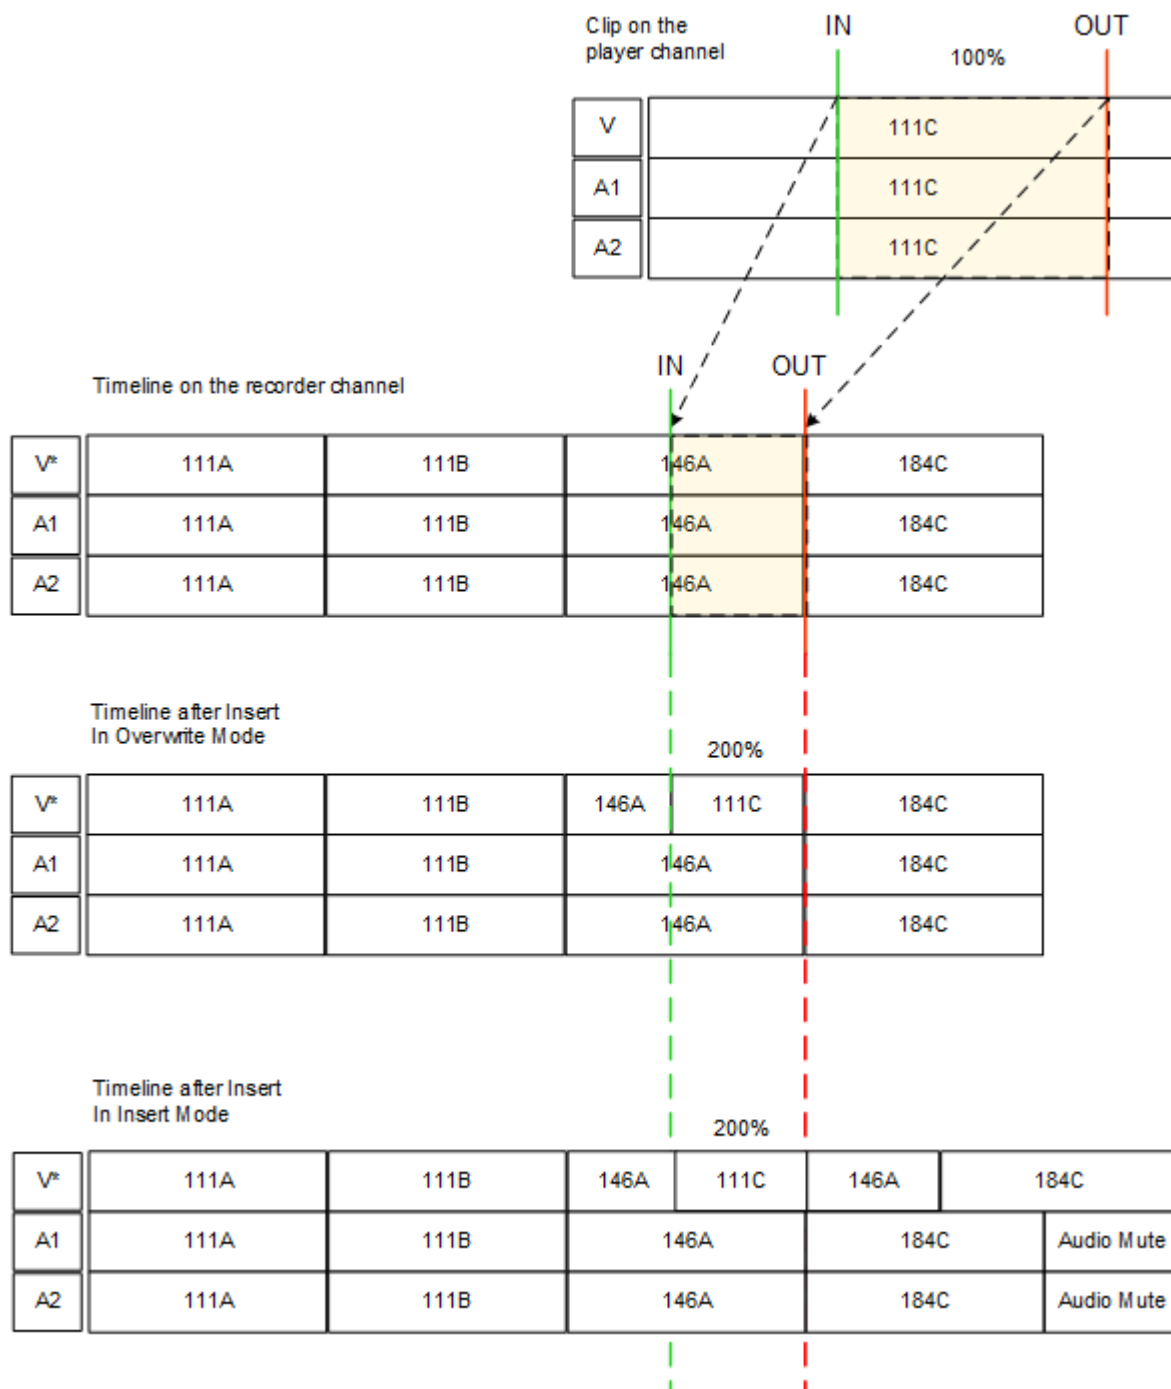 Clip on the
player channel
IN
OUT
100%
V 111C
A1 111C
A2 111C
IN OUT
Timeline on the recorder channel
V* 111A 111B 146A 184C
A1 111A 111B 146A 184C
A2 111A 111B 146A 184C
Timeline after Insert
In Overwrite Mode
200%
V* 111A 111B 146A 111C 184C
A1 111A 111B 146A 184C
A2 111A 111B 146A 184C
Timeline after Insert
In Insert Mode
200%
V* 111A 111B 146A 111C 146A 184C
A1 111A 111B 146A 184C Audio Mute
A2 111A 111B 146A 184C Audio Mute